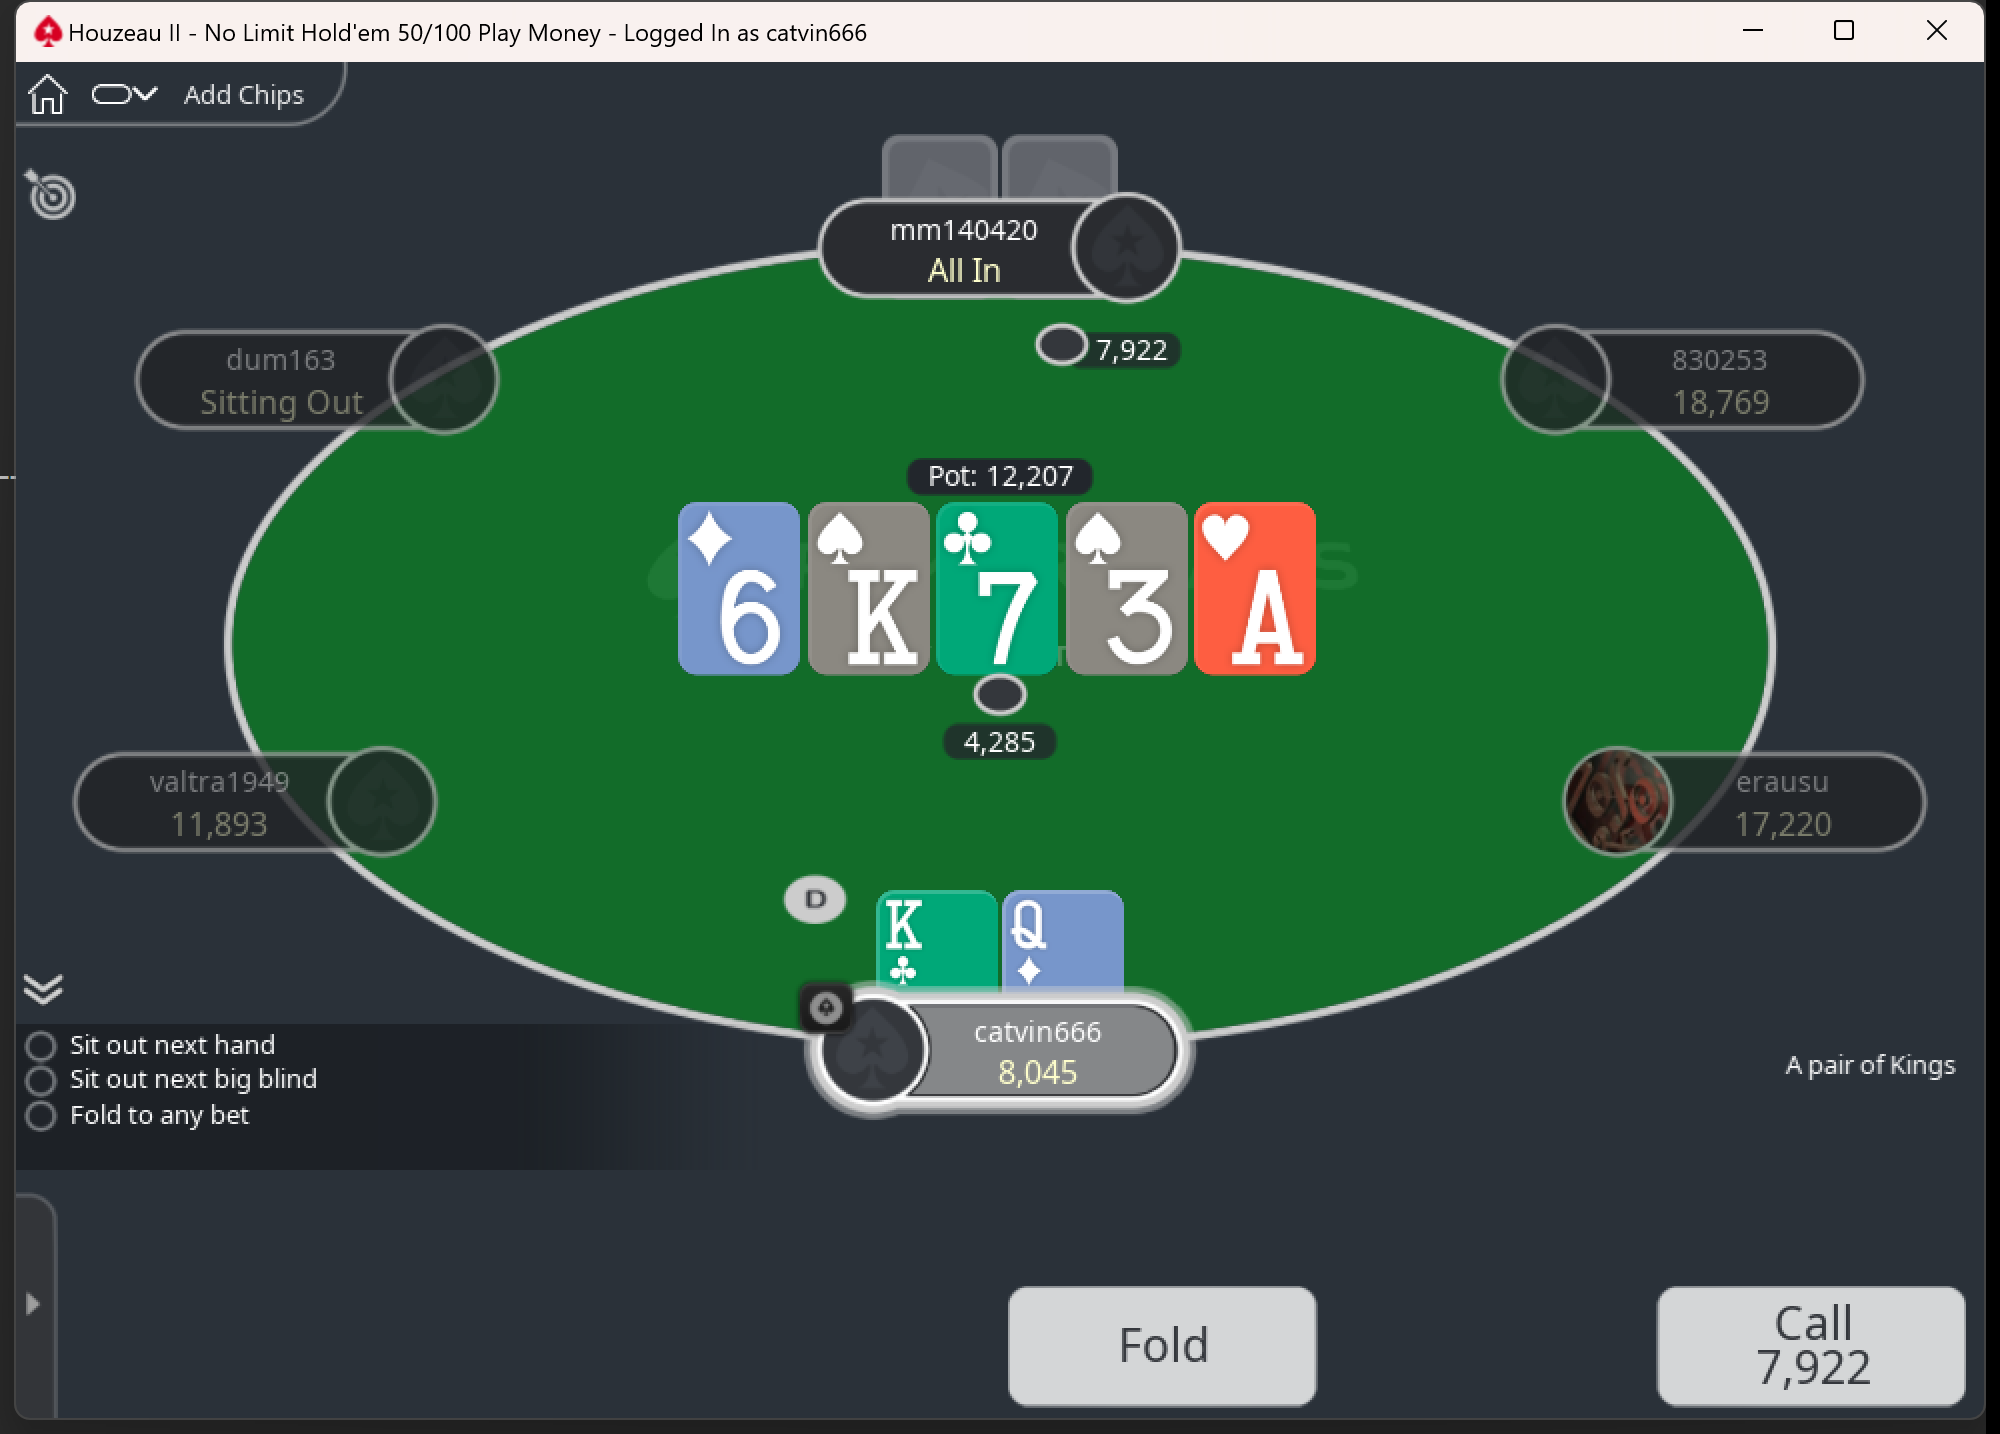 Houzeau II - No Limit Hold'em 50/100 Play Money - Logged In as catvin666
Add Chips
mm140420
All In
7,922
dum163
Sitting Out
830253
18,769
Pot: 12,207
6 K 7 3 A
4,285
valtra1949
11,893
erausu
17,220
D
K Q
catvin666
8,045
Sit out next hand
Sit out next big blind
Fold to any bet
A pair of Kings
Fold
Call
7,922